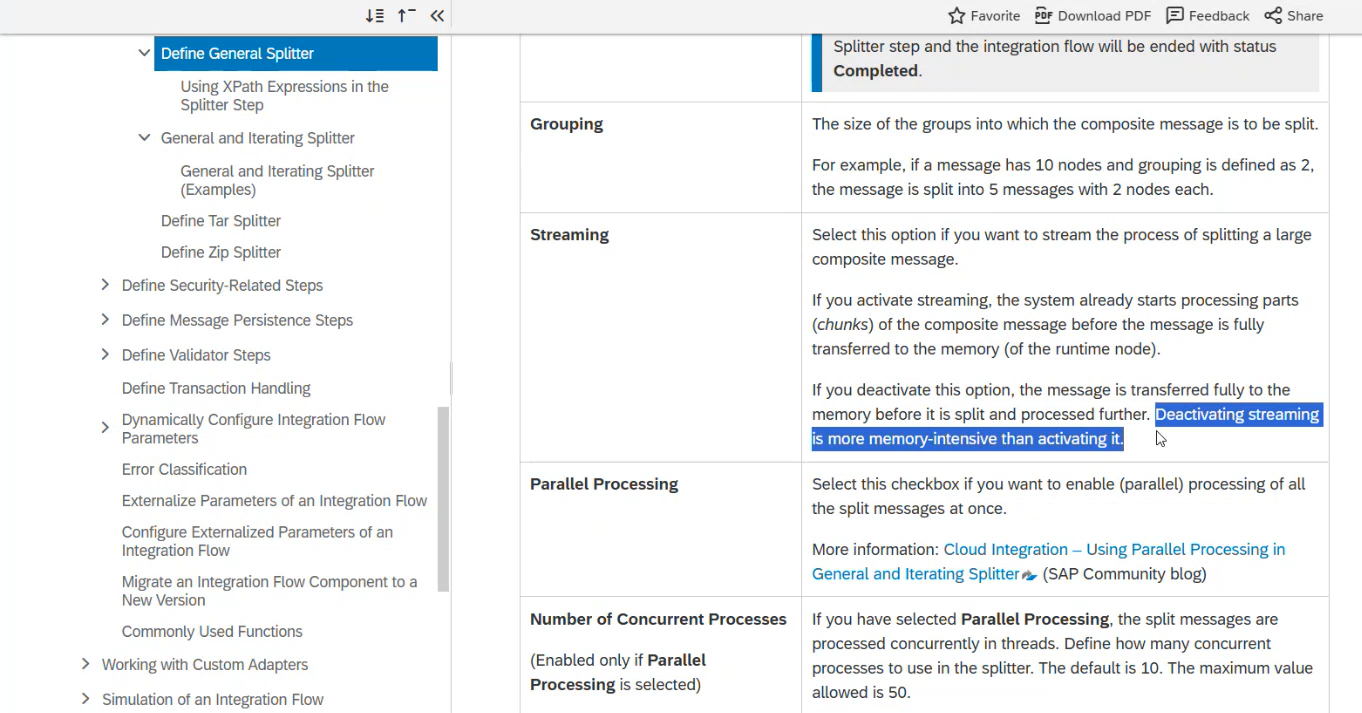 Favorite
PDF Download PDF
Feedback
Share
Define General Splitter
Using XPath Expressions in the
Splitter Step
General and Iterating Splitter
General and Iterating Splitter
(Examples)
Define Tar Splitter
Define Zip Splitter
Define Security-Related Steps
Define Message Persistence Steps
Define Validator Steps
Define Transaction Handling
Dynamically Configure Integration Flow
Parameters
Error Classification
Externalize Parameters of an Integration Flow
Configure Externalized Parameters of an
Integration Flow
Migrate an Integration Flow Component to a
New Version
Commonly Used Functions
Working with Custom Adapters
Simulation of an Integration Flow
Splitter step and the integration flow will be ended with status
Completed.
Grouping
The size of the groups into which the composite message is to be split.
For example, if a message has 10 nodes and grouping is defined as 2,
the message is split into 5 messages with 2 nodes each.
Streaming
Select this option if you want to stream the process of splitting a large
composite message.
If you activate streaming, the system already starts processing parts
(chunks) of the composite message before the message is fully
transferred to the memory (of the runtime node).
If you deactivate this option, the message is transferred fully to the
memory before it is split and processed further. Deactivating streaming
is more memory-intensive than activating it.
Parallel Processing
Select this checkbox if you want to enable (parallel) processing of all
the split messages at once.
More information: Cloud Integration – Using Parallel Processing in
General and Iterating Splitter (SAP Community blog)
Number of Concurrent Processes
(Enabled only if Parallel
Processing is selected)
If you have selected Parallel Processing, the split messages are
processed concurrently in threads. Define how many concurrent
processes to use in the splitter. The default is 10. The maximum value
allowed is 50.